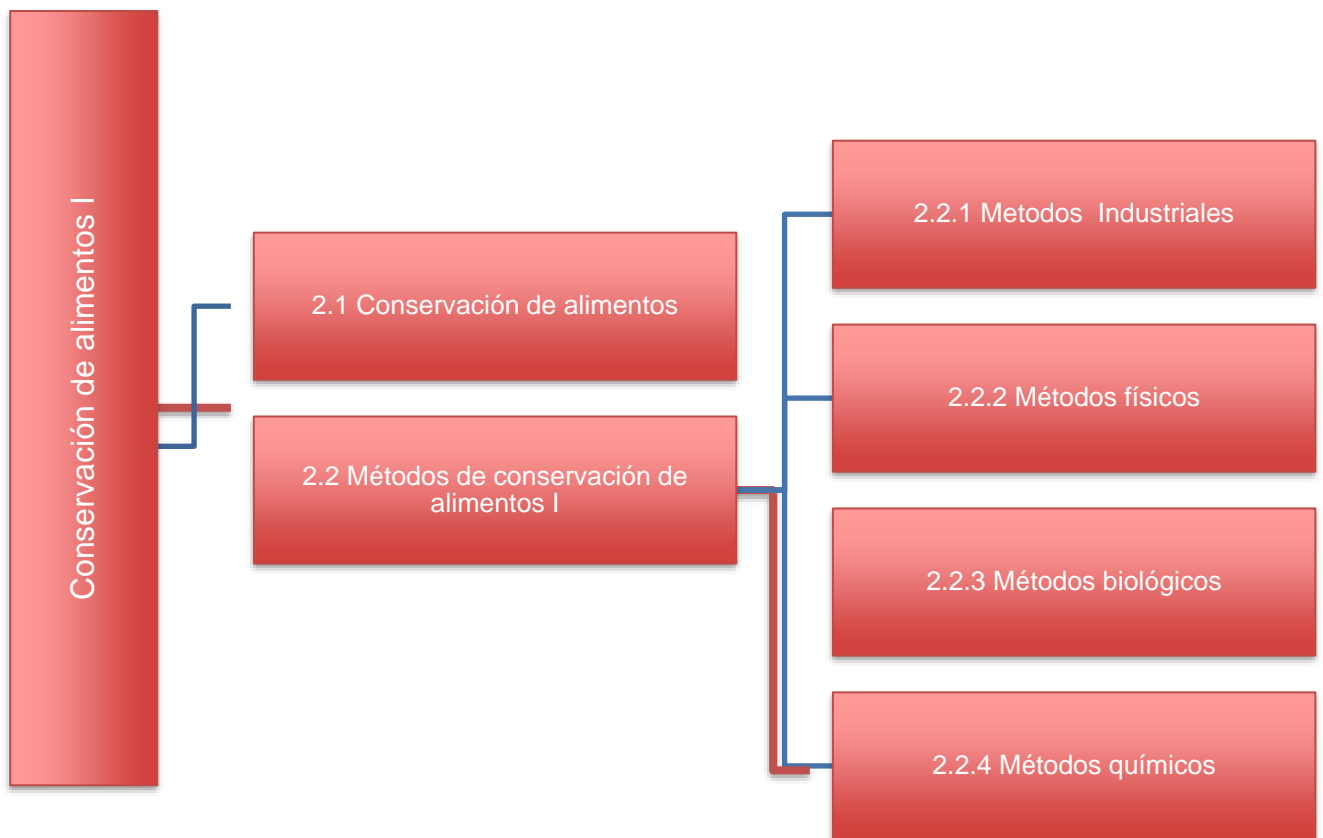 Conservación de alimentos I
2.1 Conservación de alimentos
2.2 Métodos de conservación de
alimentos I
2.2.1 Metodos Industriales
2.2.2 Métodos físicos
2.2.3 Métodos biológicos
2.2.4 Métodos químicos